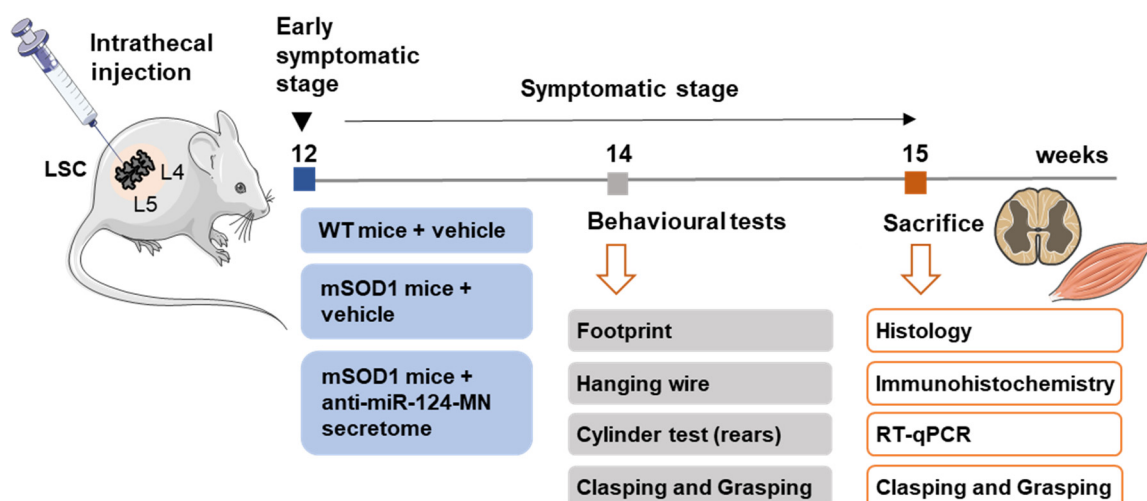 Intrathecal
injection
LSC
L4
L5
Early
symptomatic
stage
Symptomatic stage
12
14
15
weeks
WT mice + vehicle
mSOD1 mice +
vehicle
mSOD1 mice +
anti-miR-124-MN
secretome
Behavioural tests
Footprint
Hanging wire
Cylinder test (rears)
Clasping and Grasping
Sacrifice
Histology
Immunohistochemistry
RT-qPCR
Clasping and Grasping